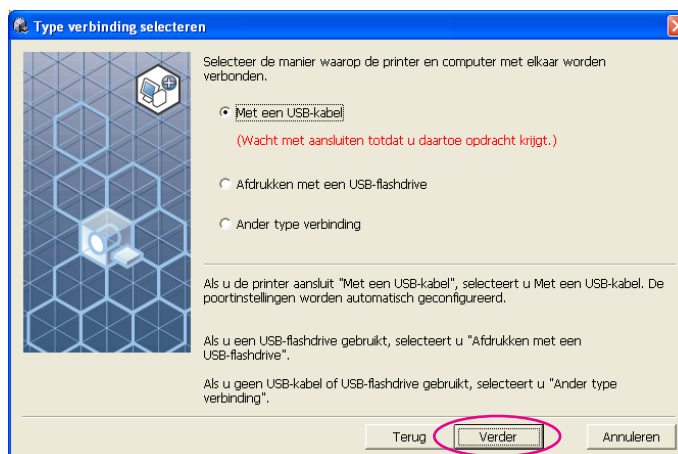 Type verbinding selecteren
Selecteer de manier waarop de printer en computer met elkaar worden
verbonden.
Met een USB-kabel
(Wacht met aansluiten totdat u daartoe opdracht krijgt.)
Afdrukken met een USB-flashdrive
Ander type verbinding
Als u de printer aansluit "Met een USB-kabel", selecteert u Met een USB-kabel. De
poortinstellingen worden automatisch geconfigureerd.
Als u een USB-flashdrive gebruikt, selecteert u "Afdrukken met een
USB-flashdrive".
Als u geen USB-kabel of USB-flashdrive gebruikt, selecteert u "Ander type
verbinding".
Terug Verder Annuleren